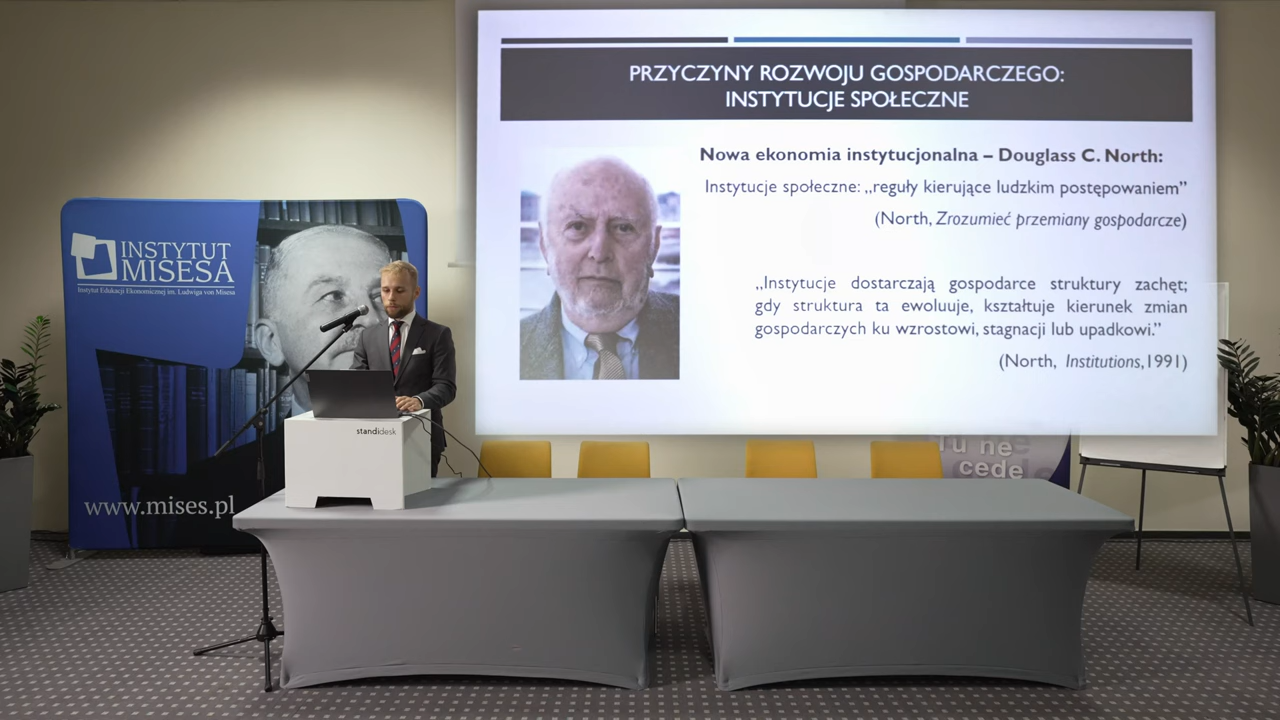 PRZYCZYNY ROZWOJU GOSPODARCZEGO:
INSTYTUCJE SPOŁECZNE
Nowa ekonomia instytucjonalna – Douglass C. North:
Instytucje społeczne: „reguły kierujące ludzkim postępowaniem”
(North, Zrozumieć przemiany gospodarcze)
„Instytucje dostarczają gospodarce struktury zachęt;
gdy struktura ta ewoluuje, kształtuje kierunek zmian
gospodarczych ku wzrostowi, stagnacji lub upadkowi.”
(North, Institutions,1991)
INSTYTUT
MISESA
Instytut Edukacji Ekonomicznej im. Ludwiga von Misesa
www.mises.pl
standidesk
Tu ne
cede